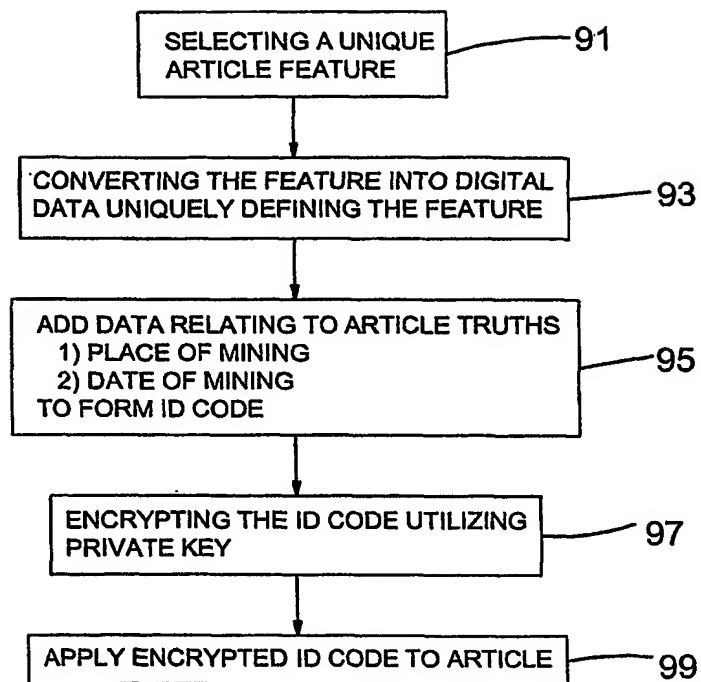 SELECTING A UNIQUE
ARTICLE FEATURE
91
CONVERTING THE FEATURE INTO DIGITAL
DATA UNIQUELY DEFINING THE FEATURE
93
ADD DATA RELATING TO ARTICLE TRUTHS
1) PLACE OF MINING
2) DATE OF MINING
TO FORM ID CODE
95
ENCRYPTING THE ID CODE UTILIZING
PRIVATE KEY
97
APPLY ENCRYPTED ID CODE TO ARTICLE
99